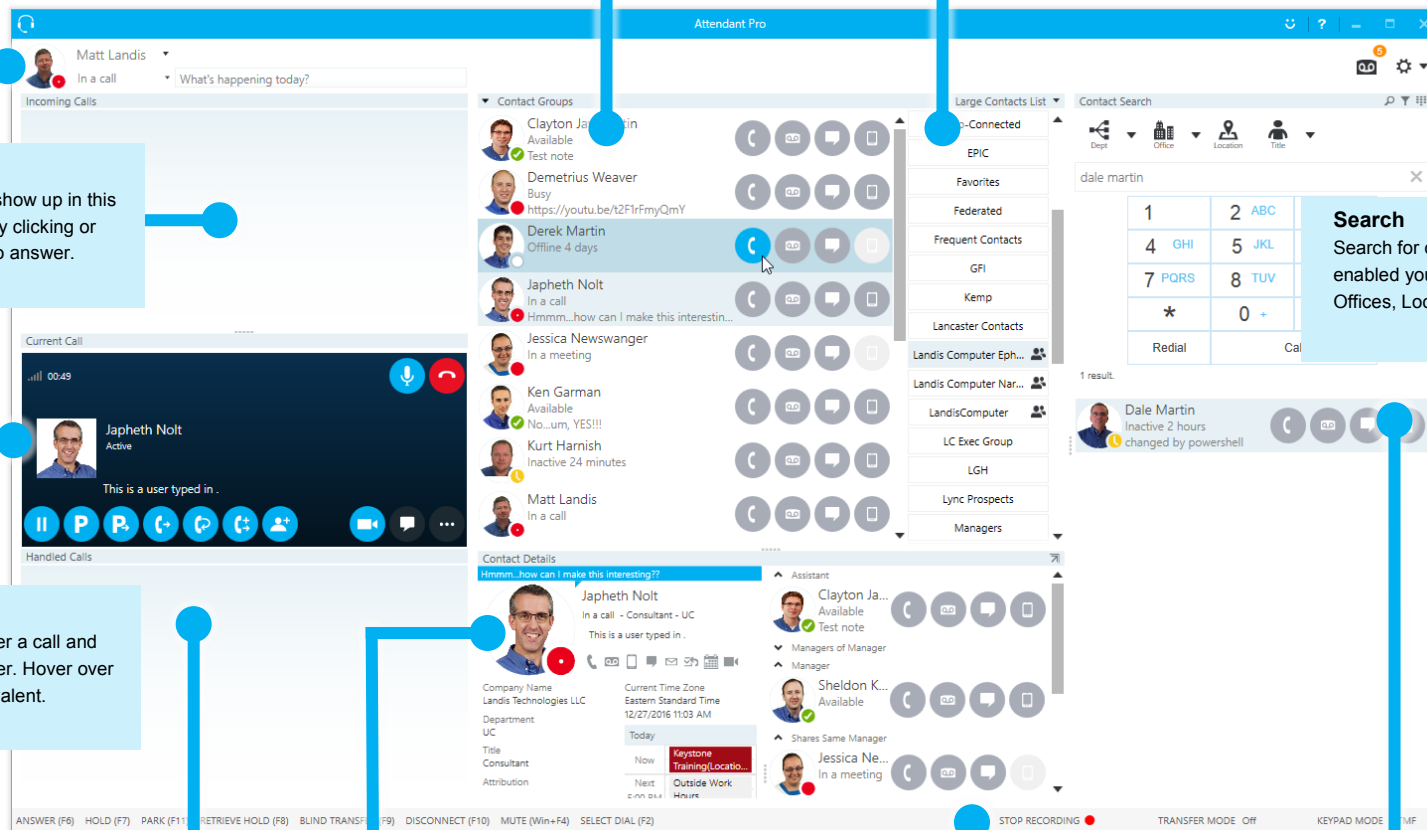 Attendant Pro
?
Matt Landis
In a call
What's happening today?
5
Incoming Calls
show up in this
y clicking or
o answer.
Current Call
00:49
Japheth Nolt
Active
This is a user typed in .
P
P
Handled Calls
er a call and
er. Hover over
alent.
Contact Groups
Large Contacts List
Clayton Ja
tin
Available
Test note
Demetrius Weaver
Busy
https://youtu.be/t2F1rFmyQmY
Derek Martin
Offline 4 days
Japheth Nolt
In a call
Hmmm...how can I make this interestin...
Jessica Newswanger
In a meeting
Ken Garman
Available
No...um, YES!!!
Kurt Harnish
Inactive 24 minutes
Matt Landis
In a call
-Connected
EPIC
Favorites
Federated
Frequent Contacts
GFI
Kemp
Lancaster Contacts
Landis Computer Eph...
Landis Computer Nar...
LandisComputer
LC Exec Group
LGH
Lync Prospects
Managers
Contact Details
Hmmm...how can I make this interesting??
Japheth Nolt
In a call - Consultant - UC
This is a user typed in .
Company Name
Landis Technologies LLC
Department
UC
Title
Consultant
Attribution
Current Time Zone
Eastern Standard Time
12/27/2016 11:03 AM
Today
Now
Keystone
Training(Locatio...
Next
Outside Work
5:00 PM
Hours
Assistant
Clayton Ja...
Available
Test note
Managers of Manager
Manager
Sheldon K...
Available
Shares Same Manager
Jessica Ne...
In a meeting
Contact Search
Dept
Office
Location
Title
dale martin
1
2 ABC
4 GHI
5 JKL
7 PQRS
8 TUV
*
0 +
Redial
Cal
Search
Search for
enabled you
Offices, Loc
1 result.
Dale Martin
Inactive 2 hours
changed by powershell
ANSWER (F6) HOLD (F7) PARK (F11) RETRIEVE HOLD (F8) BLIND TRANSFE (F9) DISCONNECT (F10) MUTE (Win+F4) SELECT DIAL (F2)
STOP RECORDING TRANSFER MODE Off KEYPAD MODE TMF